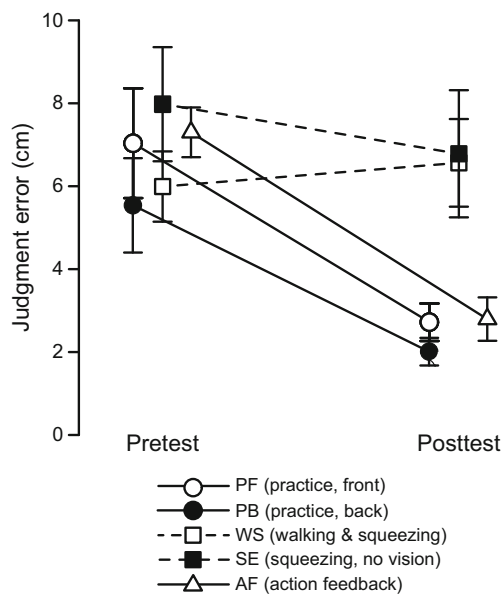 10
8
6
4
2
0
Judgment error (cm)
Pretest Posttest
PF (practice, front)
PB (practice, back)
WS (walking & squeezing)
SE (squeezing, no vision)
AF (action feedback)